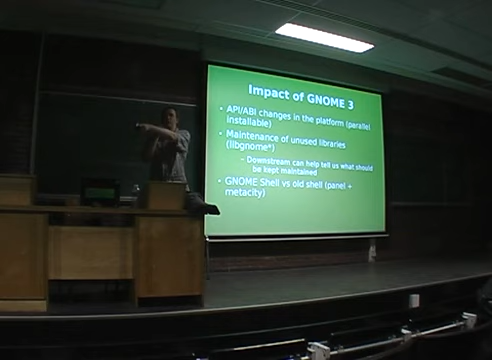 Impact of GNOME 3
• API/ABI changes in the platform (parallel
installable)
• Maintenance of unused libraries
(libgnome*)
– Downstream can help tell us what should
be kept maintained
• GNOME Shell vs old shell (panel +
metacity)